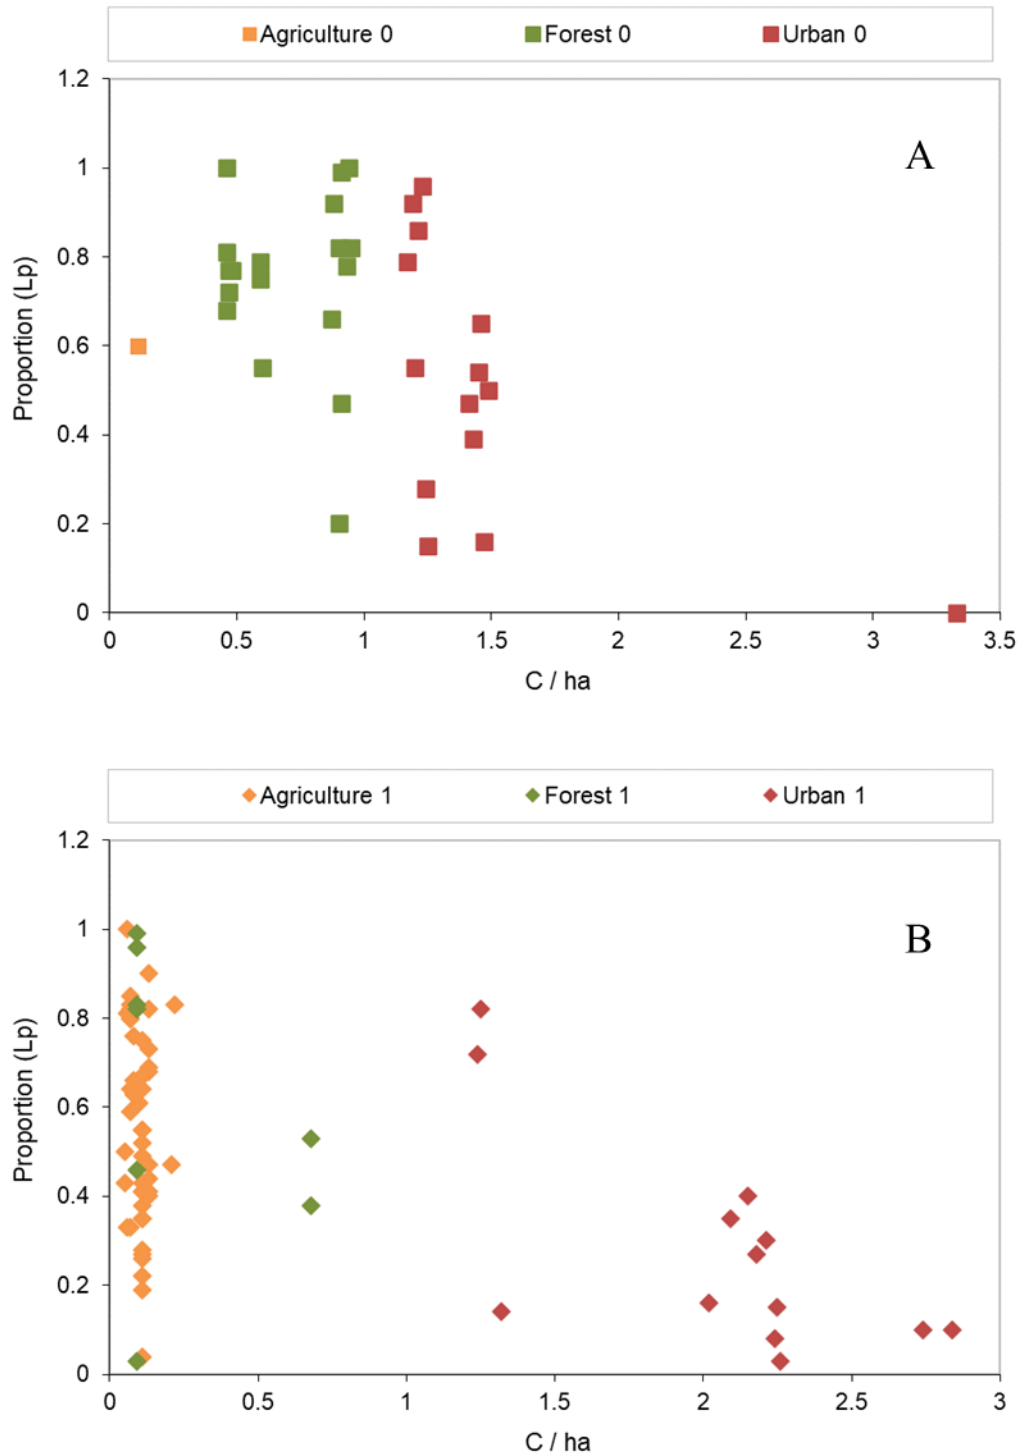 Agriculture 0 Forest 0 Urban 0
1.2
1
0.8
0.6
0.4
0.2
0
Proportion (Lp)
A
0 0.5 1 1.5 2 2.5 3 3.5
C / ha
Agriculture 1 Forest 1 Urban 1
1.2
1
0.8
0.6
0.4
0.2
0
Proportion (Lp)
B
0 0.5 1 1.5 2 2.5 3
C / ha